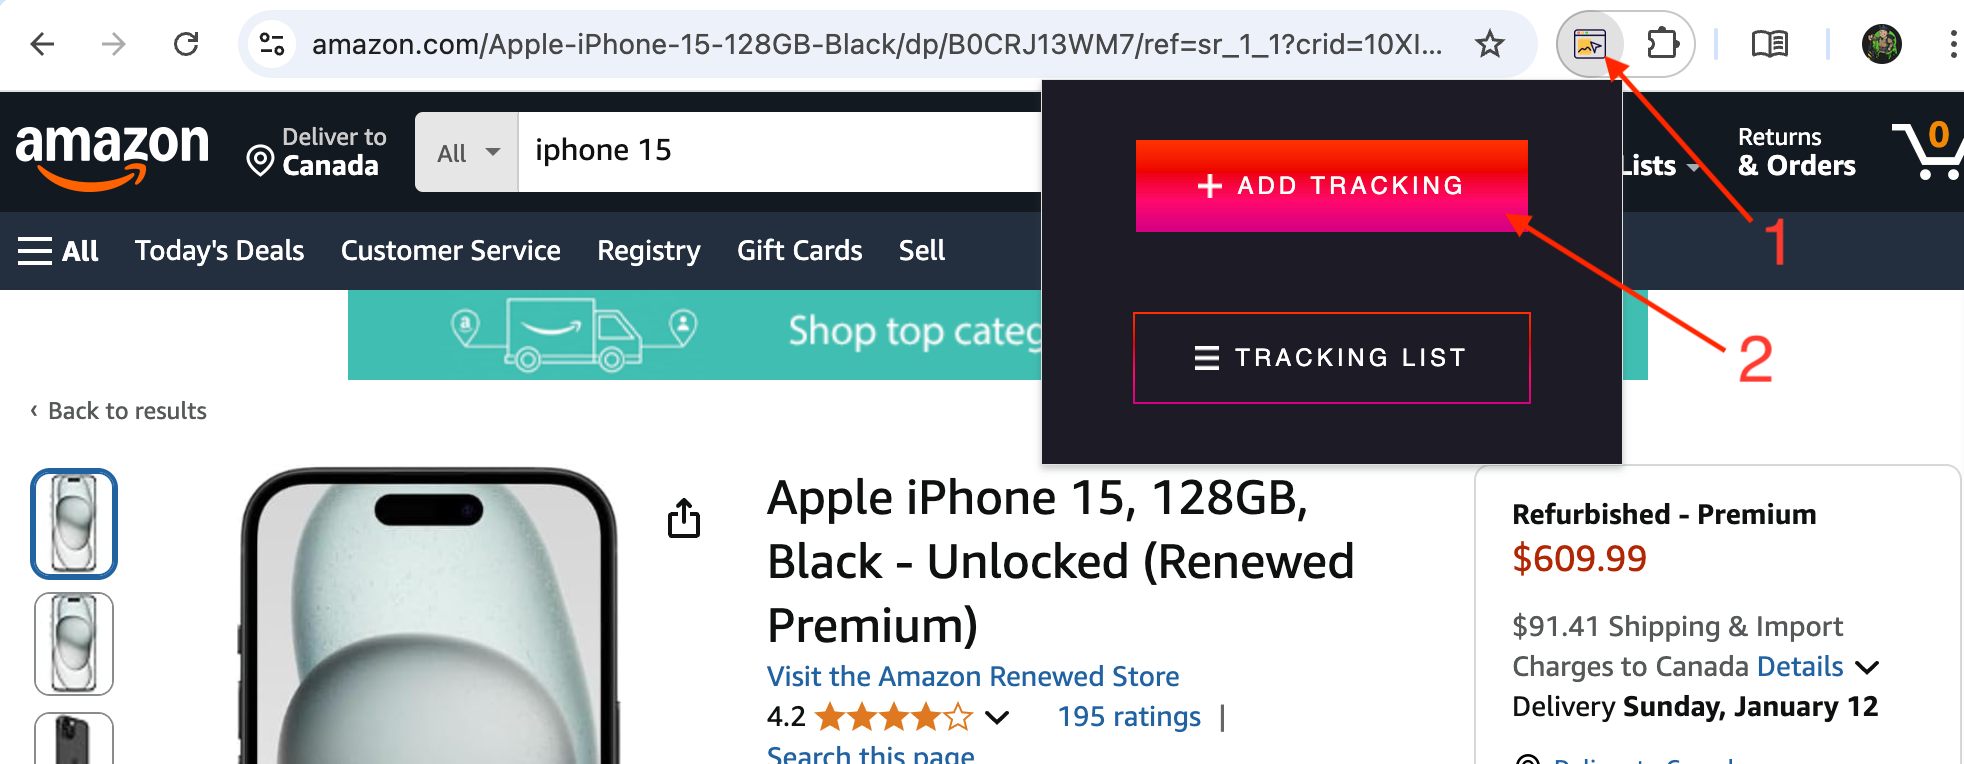 amazon.com/Apple-iPhone-15-128GB-Black/dp/B0CRJ13WM7/ref=sr_1_1?crid=10XI...
amazon
Deliver to
Canada
All
iphone 15
+ ADD TRACKING
Lists
Returns
& Orders
0
1
All
Today's Deals
Customer Service
Registry
Gift Cards
Sell
a
Shop top categ
TRACKING LIST
2
‹ Back to results
Apple iPhone 15, 128GB,
Black - Unlocked (Renewed
Premium)
Visit the Amazon Renewed Store
4.2
195 ratings |
Search this page
Refurbished - Premium
$609.99
$91.41 Shipping & Import
Charges to Canada Details
Delivery Sunday, January 12